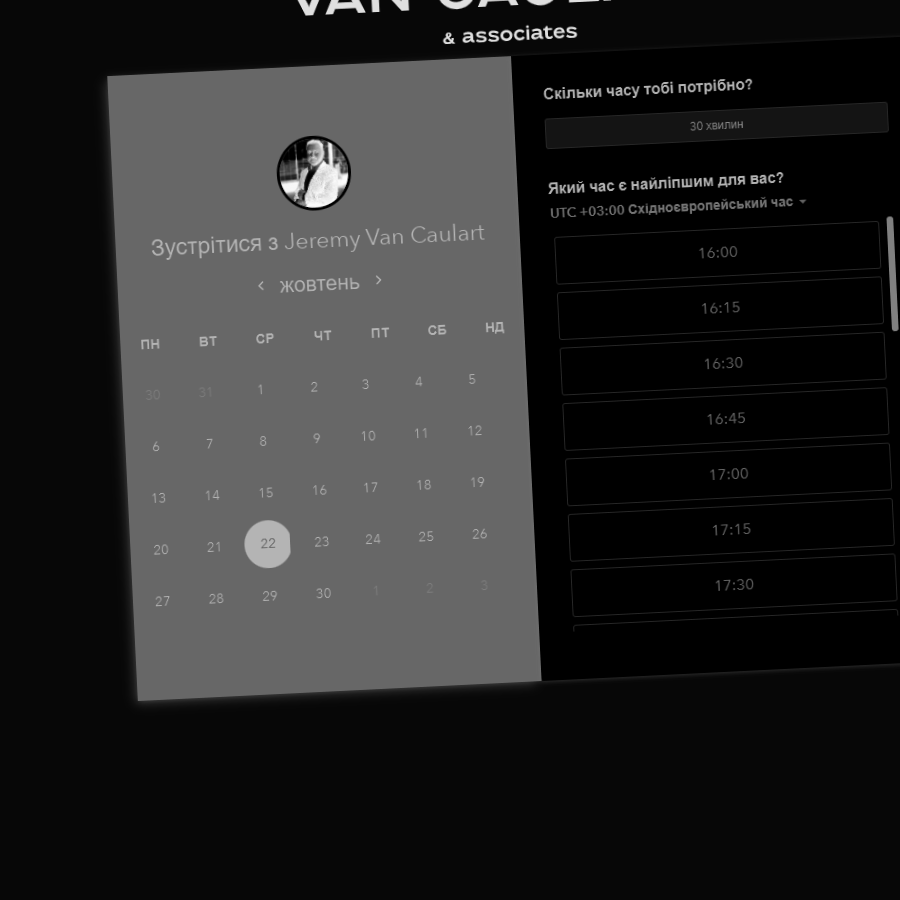 & associates
Зустрітися з Jeremy Van Caulart
‹ жовтень ›
ПН ВТ СР ЧТ ПТ СБ НД
30 31 1 2 3 4 5
6 7 8 9 10 11 12
13 14 15 16 17 18 19
20 21 22 23 24 25 26
27 28 29 30 1 2 3
Скільки часу тобі потрібно?
30 хвилин
Який час є найліпшим для вас?
UTC +03:00 Східноєвропейський час
16:00
16:15
16:30
16:45
17:00
17:15
17:30